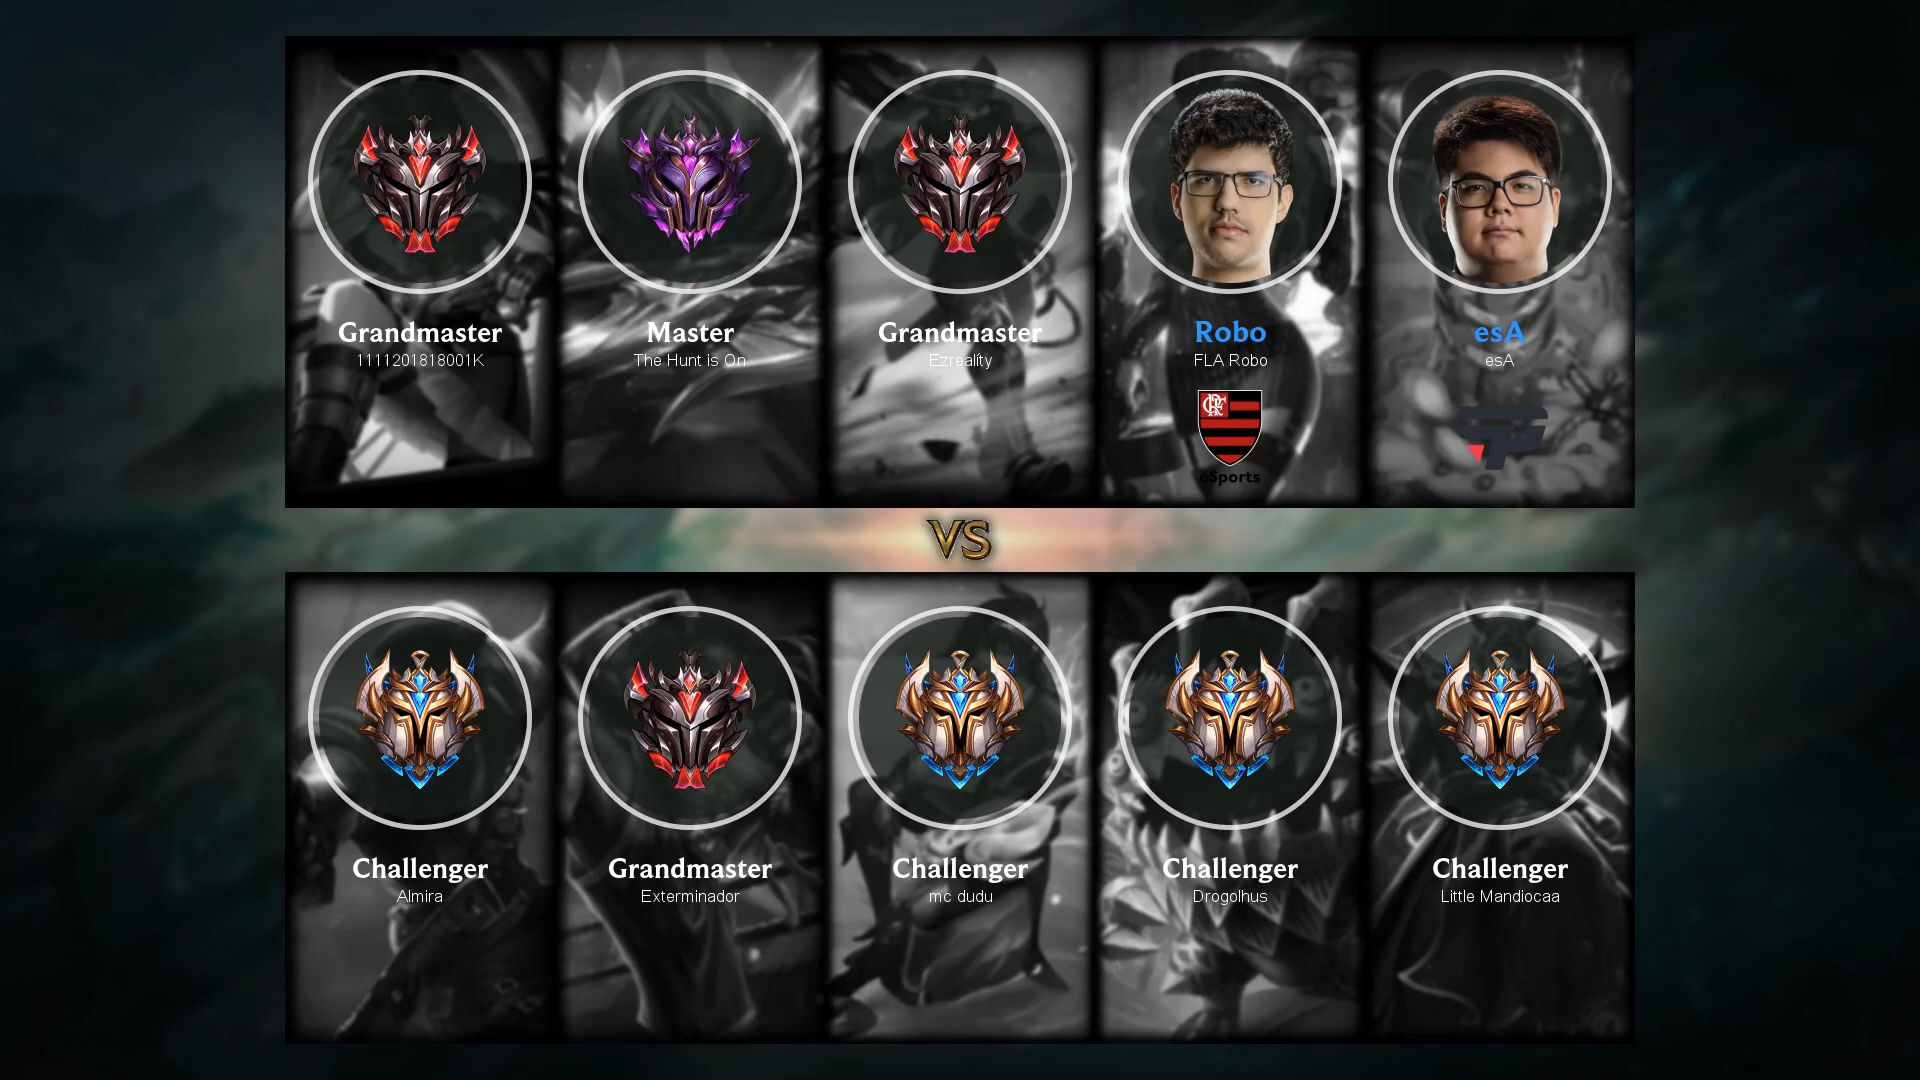 Grandmaster
1111201818001K
Master
The Hunt is On
Grandmaster
Ezreality
Robo
FLA Robo
CRF
eSports
esA
esA
VS
Challenger
Almira
Grandmaster
Exterminador
Challenger
mc dudu
Challenger
Drogolhus
Challenger
Little Mandiocaa